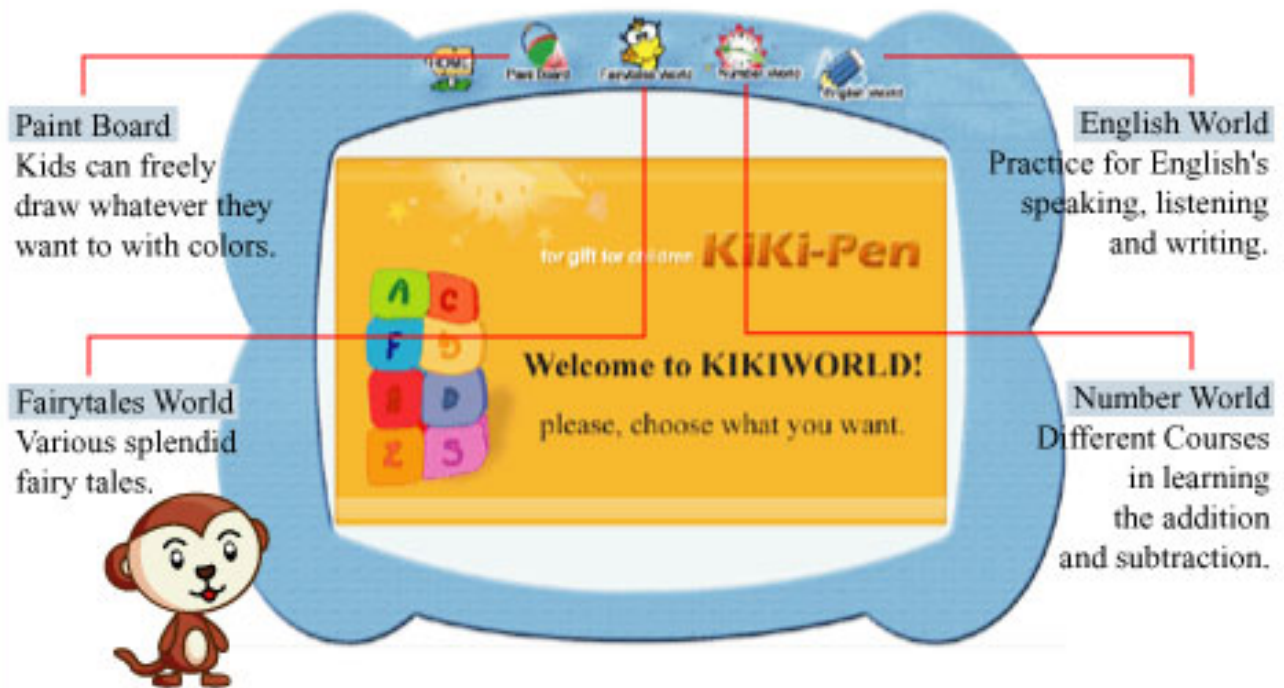 HOME
Paint Board
Fairytales World
Number World
English World
Paint Board
Kids can freely
draw whatever they
want to with colors.
English World
Practice for English's
speaking, listening
and writing.
for gift for children KiKi-Pen
A C
F
D
Z S
Welcome to KIKIWORLD!
please, choose what you want.
Fairytales World
Various splendid
fairy tales.
Number World
Different Courses
in learning
the addition
and subtraction.